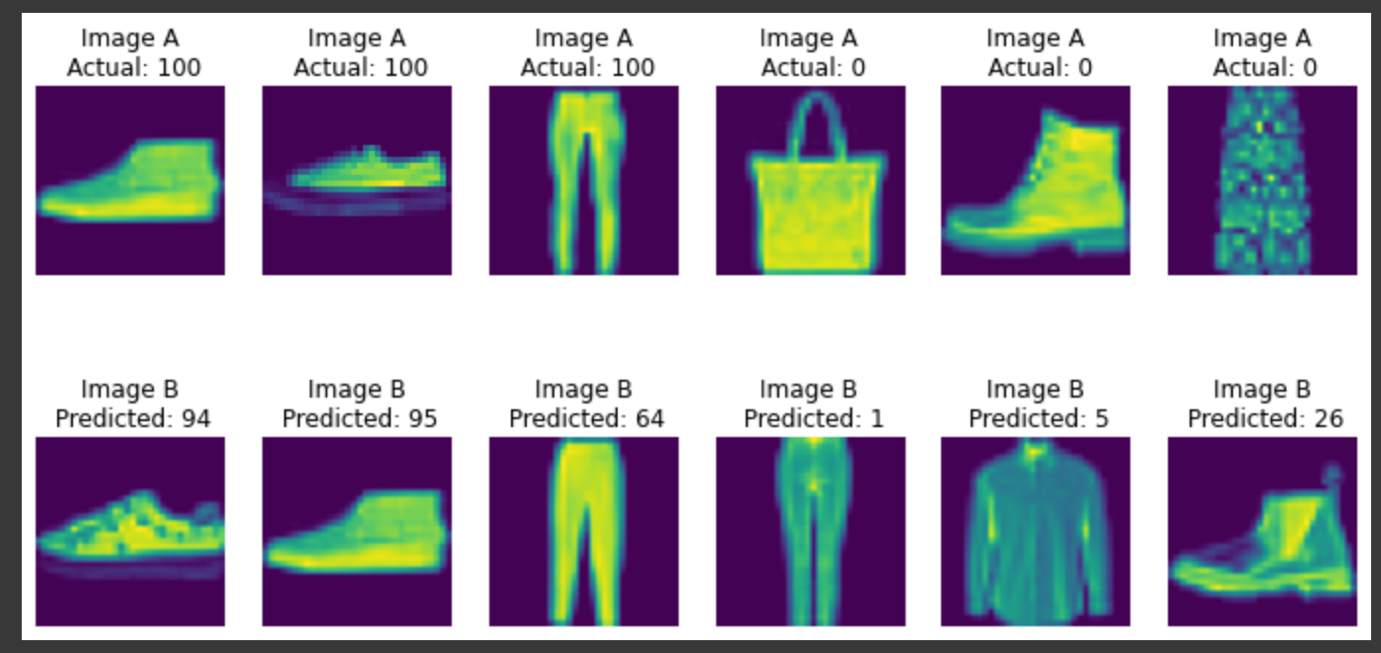 Image A
Actual: 100
Image A
Actual: 100
Image A
Actual: 100
Image A
Actual: 0
Image A
Actual: 0
Image A
Actual: 0
Image B
Predicted: 94
Image B
Predicted: 95
Image B
Predicted: 64
Image B
Predicted: 1
Image B
Predicted: 5
Image B
Predicted: 26